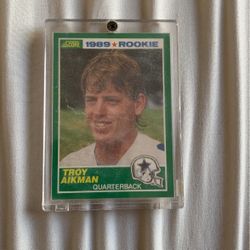 SCORE
1989 ★ ROOKIE
TROY
AIKMAN
QUARTERBACK